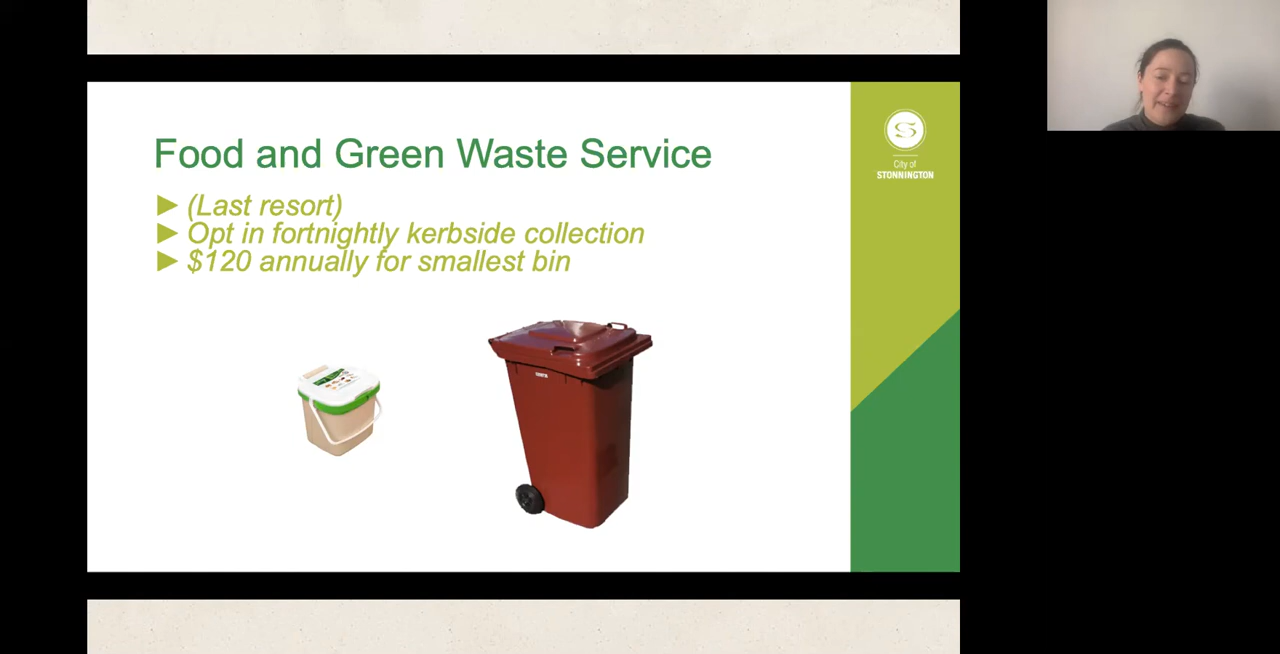 Food and Green Waste Service
(Last resort)
Opt in fortnightly kerbside collection
$120 annually for smallest bin
S
City of
STONNINGTON